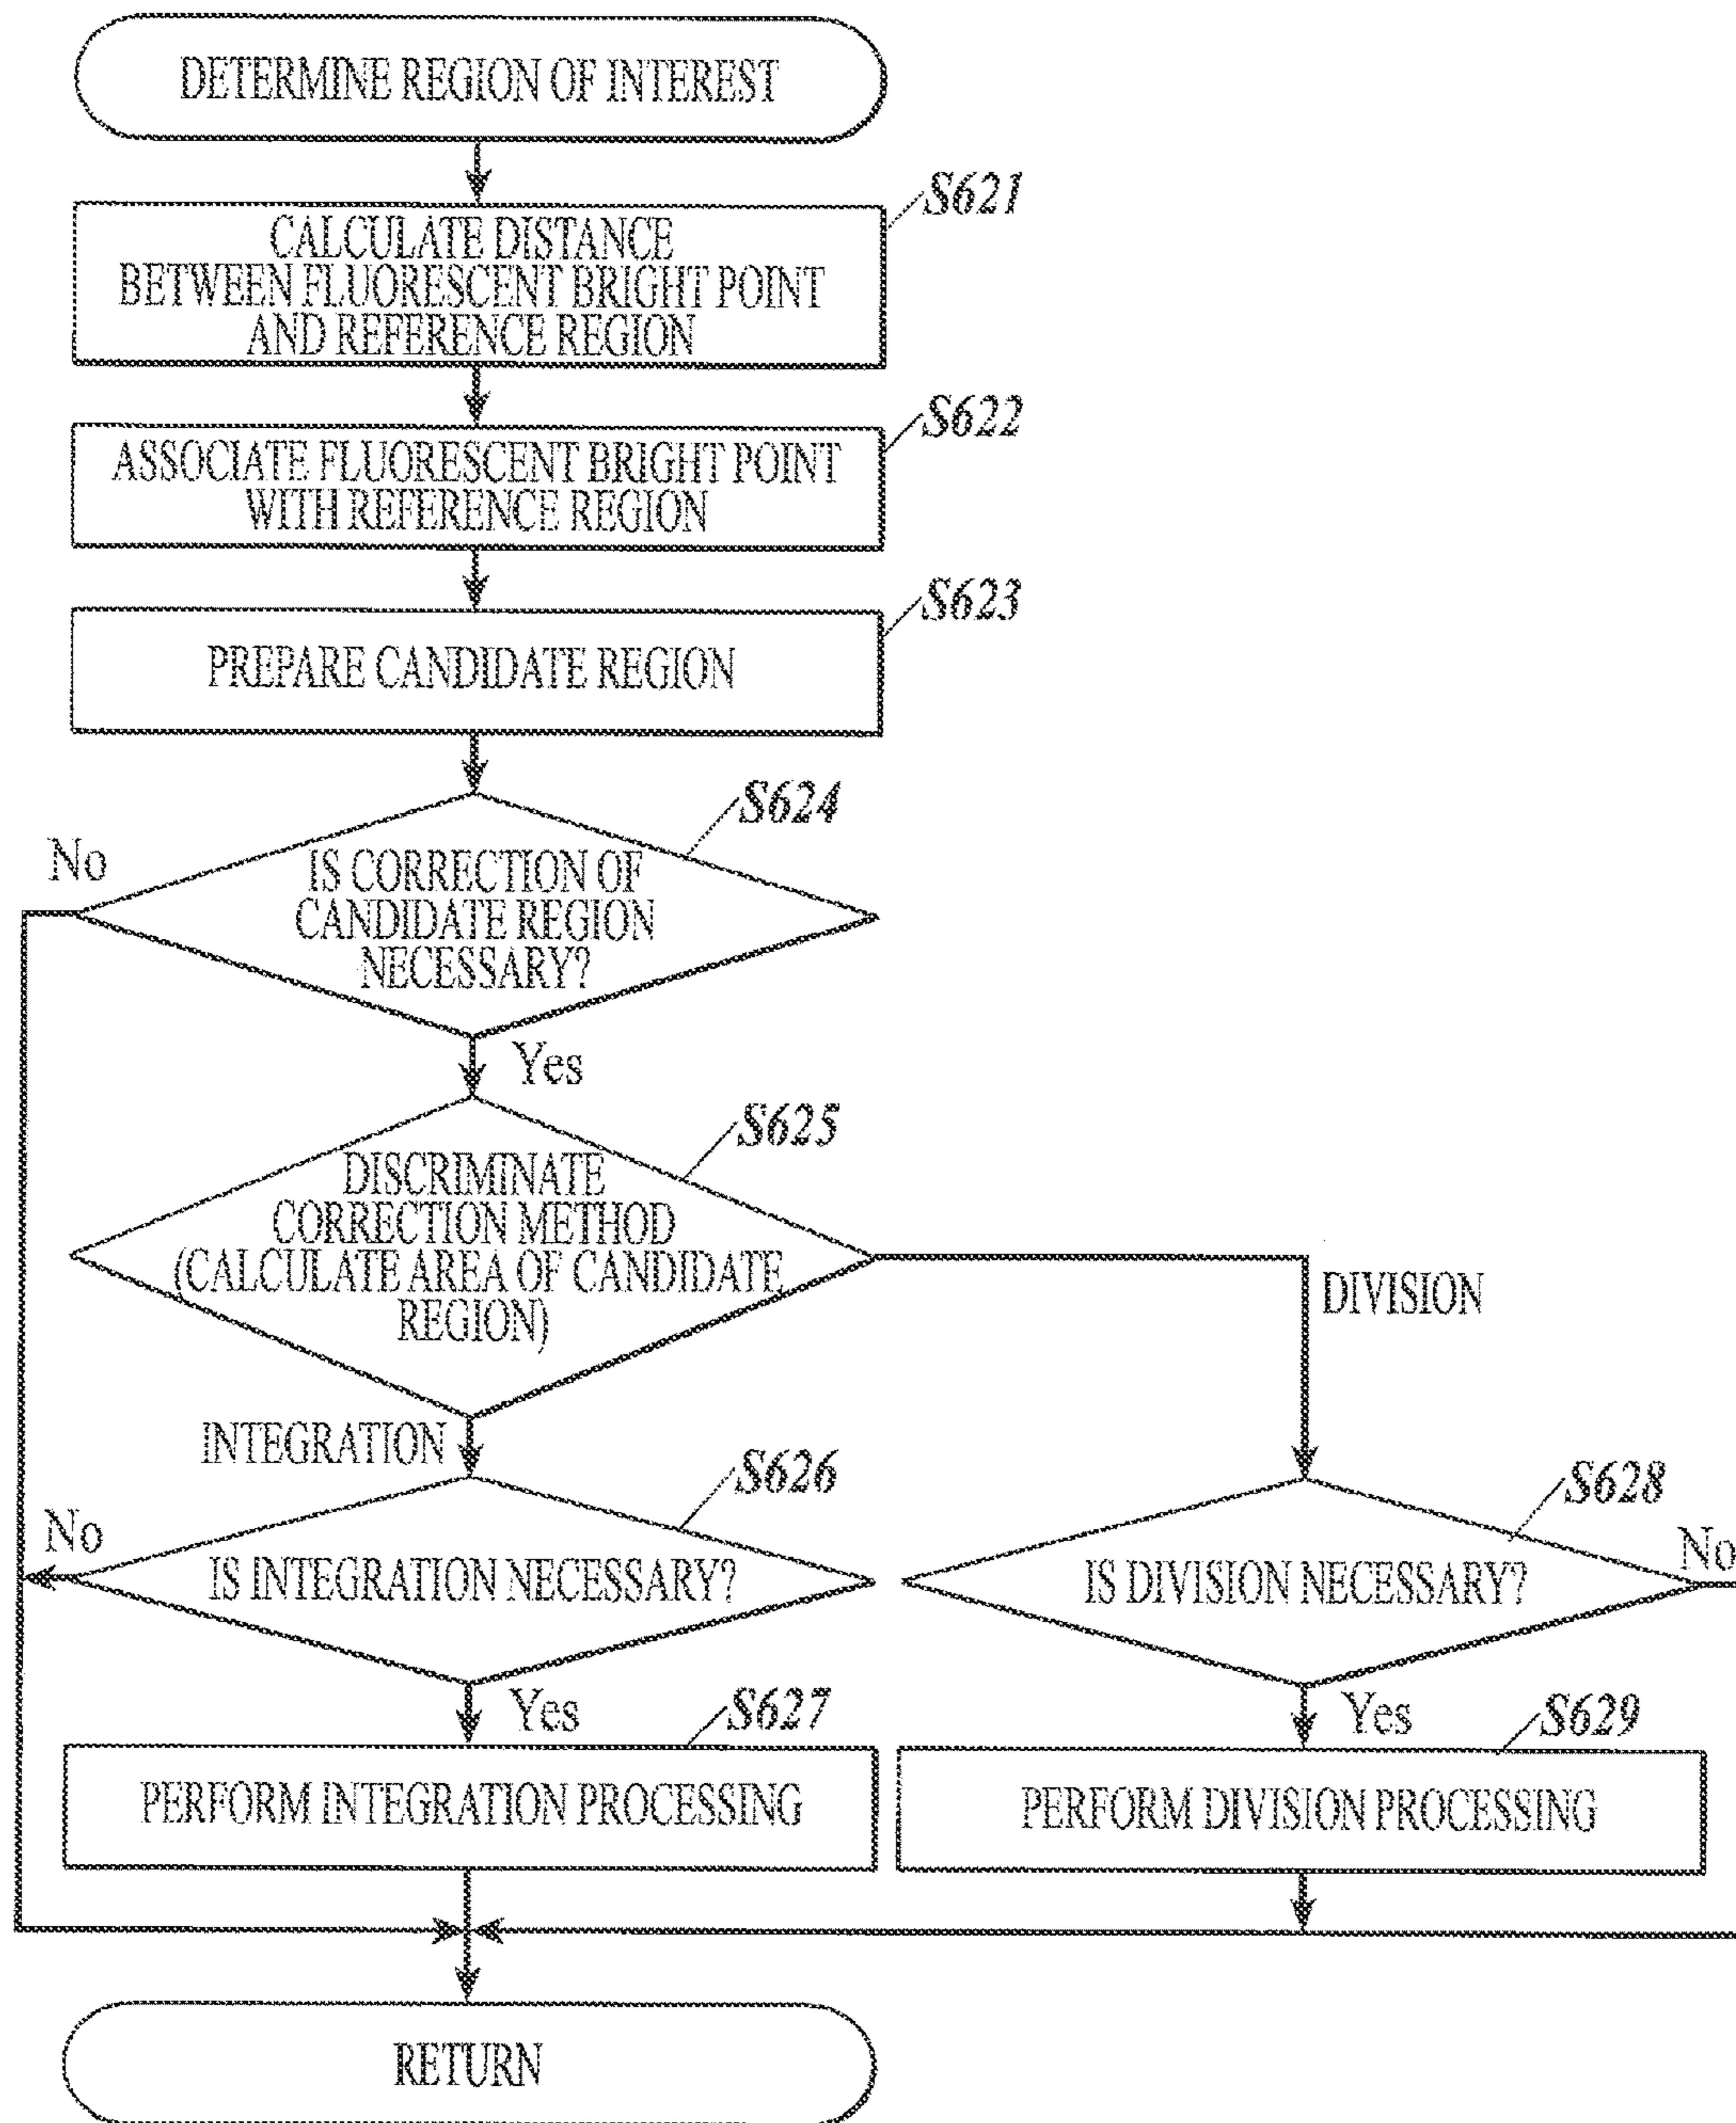 DETERMINE REGION OF INTEREST
S621
CALCULATE DISTANCE
BETWEEN FLUORESCENT BRIGHT POINT
AND REFERENCE REGION
S622
ASSOCIATE FLUORESCENT BRIGHT POINT
WITH REFERENCE REGION
S623
PREPARE CANDIDATE REGION
S624
No
IS CORRECTION OF
CANDIDATE REGION
NECESSARY?
Yes
S625
DISCRIMINATE
CORRECTION METHOD
(CALCULATE AREA OF CANDIDATE
REGION)
DIVISION
INTEGRATION
S626
S628
No
IS INTEGRATION NECESSARY?
IS DIVISION NECESSARY?
No
Yes
S627
Yes
S629
PERFORM INTEGRATION PROCESSING
PERFORM DIVISION PROCESSING
RETURN